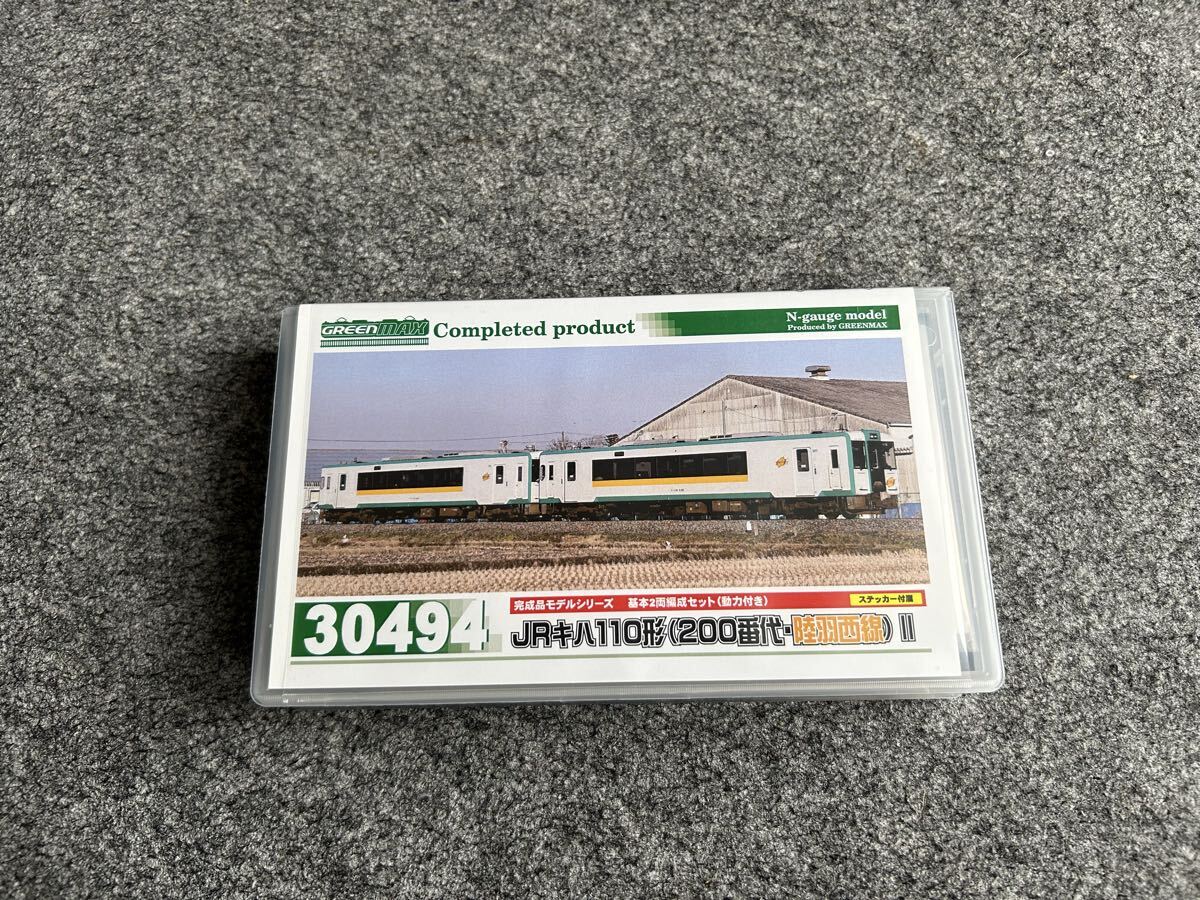 GREENMAX Completed product
N-gauge model
Produced by GREENMAX
30494
完成品モデルシリーズ 基本2両編成セット(動力付き)
ステッカー付属
JRキハ110形(200番代・陸羽西線)Ⅱ